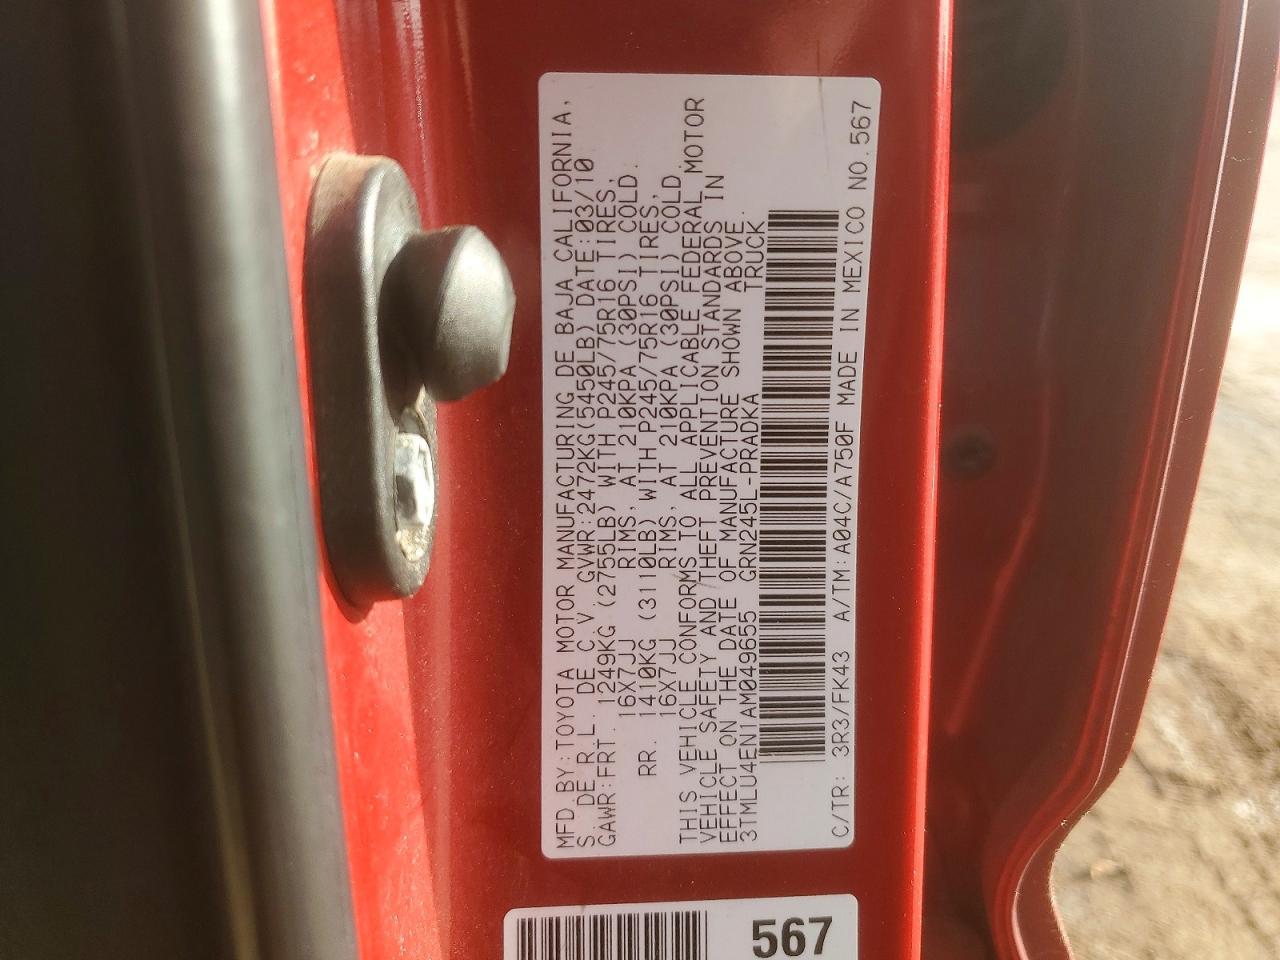 MFD.BY:TOYOTA MOTOR MANUFACTURING DE BAJA CALIFORNIA,
S. DE R.L. DE C.V. GVWR:2472KG(5450LB) DATE:03/10
GAWR:FRT. 1249KG (2755LB) WITH P245/75R16 TIRES,
16X7JJ RIMS, AT 210KPA (30PSI) COLD.
RR. 1410KG (3110LB) WITH P245/75R16 TIRES,
16X7JJ RIMS, AT 210KPA (30PSI) COLD.
THIS VEHICLE CONFORMS TO ALL APPLICABLE FEDERAL MOTOR
VEHICLE SAFETY AND THEFT PREVENTION STANDARDS IN
EFFECT ON THE DATE OF MANUFACTURE SHOWN ABOVE.
3TMLU4EN1AM049655 GRN245L-PRADKA TRUCK
C/TR: 3R3/FK43 A/TM:A04C/A750F MADE IN MEXICO NO.567
567